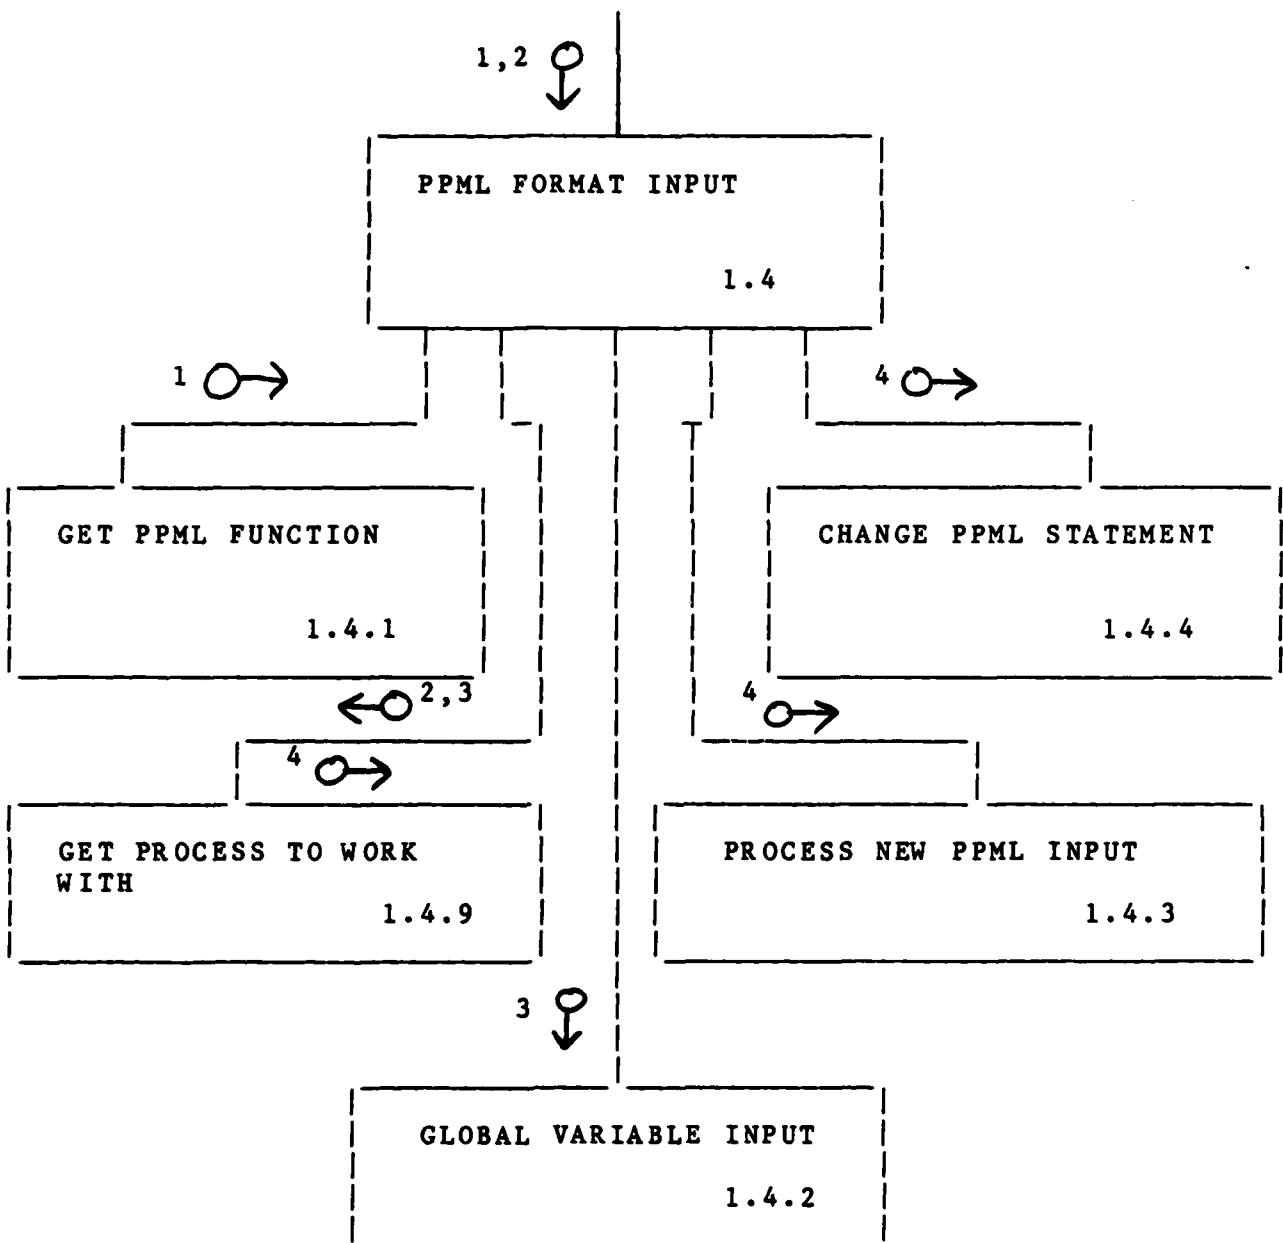 1,2
PPML FORMAT INPUT
1.4
1
4
GET PPML FUNCTION
1.4.1
CHANGE PPML STATEMENT
1.4.4
2,3
4
4
GET PROCESS TO WORK
WITH
1.4.9
PROCESS NEW PPML INPUT
1.4.3
3
GLOBAL VARIABLE INPUT
1.4.2